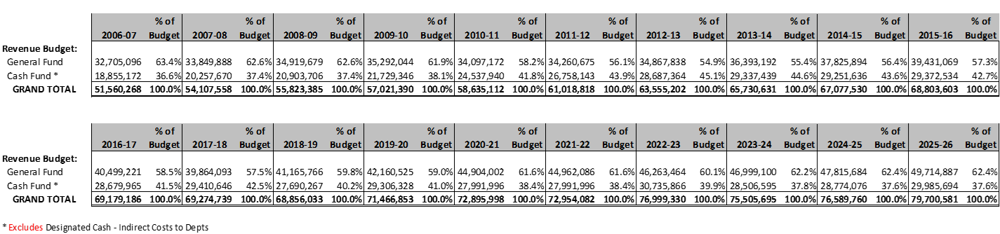 % of % of % of % of % of % of % of % of % of % of
2006-07 Budget 2007-08 Budget 2008-09 Budget 2009-10 Budget 2010-11 Budget 2011-12 Budget 2012-13 Budget 2013-14 Budget 2014-15 Budget 2015-16 Budget
Revenue Budget:
General Fund 32,705,096 63.4% 33,849,888 62.6% 34,919,679 62.6% 35,292,044 61.9% 34,097,172 58.2% 34,260,675 56.1% 34,867,838 54.9% 36,393,192 55.4% 37,825,894 56.4% 39,431,069 57.3%
Cash Fund * 18,855,172 36.6% 20,257,670 37.4% 20,903,706 37.4% 21,729,346 38.1% 24,537,940 41.8% 26,758,143 43.9% 28,687,364 45.1% 29,337,439 44.6% 29,251,636 43.6% 29,372,534 42.7%
GRAND TOTAL 51,560,268 100.0% 54,107,558 100.0% 55,823,385 100.0% 57,021,390 100.0% 58,635,112 100.0% 61,018,818 100.0% 63,555,202 100.0% 65,730,631 100.0% 67,077,530 100.0% 68,803,603 100.0%
% of % of % of % of % of % of % of % of % of % of
2016-17 Budget 2017-18 Budget 2018-19 Budget 2019-20 Budget 2020-21 Budget 2021-22 Budget 2022-23 Budget 2023-24 Budget 2024-25 Budget 2025-26 Budget
Revenue Budget:
General Fund 40,499,221 58.5% 39,864,093 57.5% 41,165,766 59.8% 42,160,525 59.0% 44,904,002 61.6% 44,962,086 61.6% 46,263,464 60.1% 46,999,100 62.2% 47,815,684 62.4% 49,714,887 62.4%
Cash Fund * 28,679,965 41.5% 29,410,646 42.5% 27,690,267 40.2% 29,306,328 41.0% 27,991,996 38.4% 27,991,996 38.4% 30,735,866 39.9% 28,506,595 37.8% 28,774,076 37.6% 29,985,694 37.6%
GRAND TOTAL 69,179,186 100.0% 69,274,739 100.0% 68,856,033 100.0% 71,466,853 100.0% 72,895,998 100.0% 72,954,082 100.0% 76,999,330 100.0% 75,505,695 100.0% 76,589,760 100.0% 79,700,581 100.0%
* Excludes Designated Cash - Indirect Costs to Depts